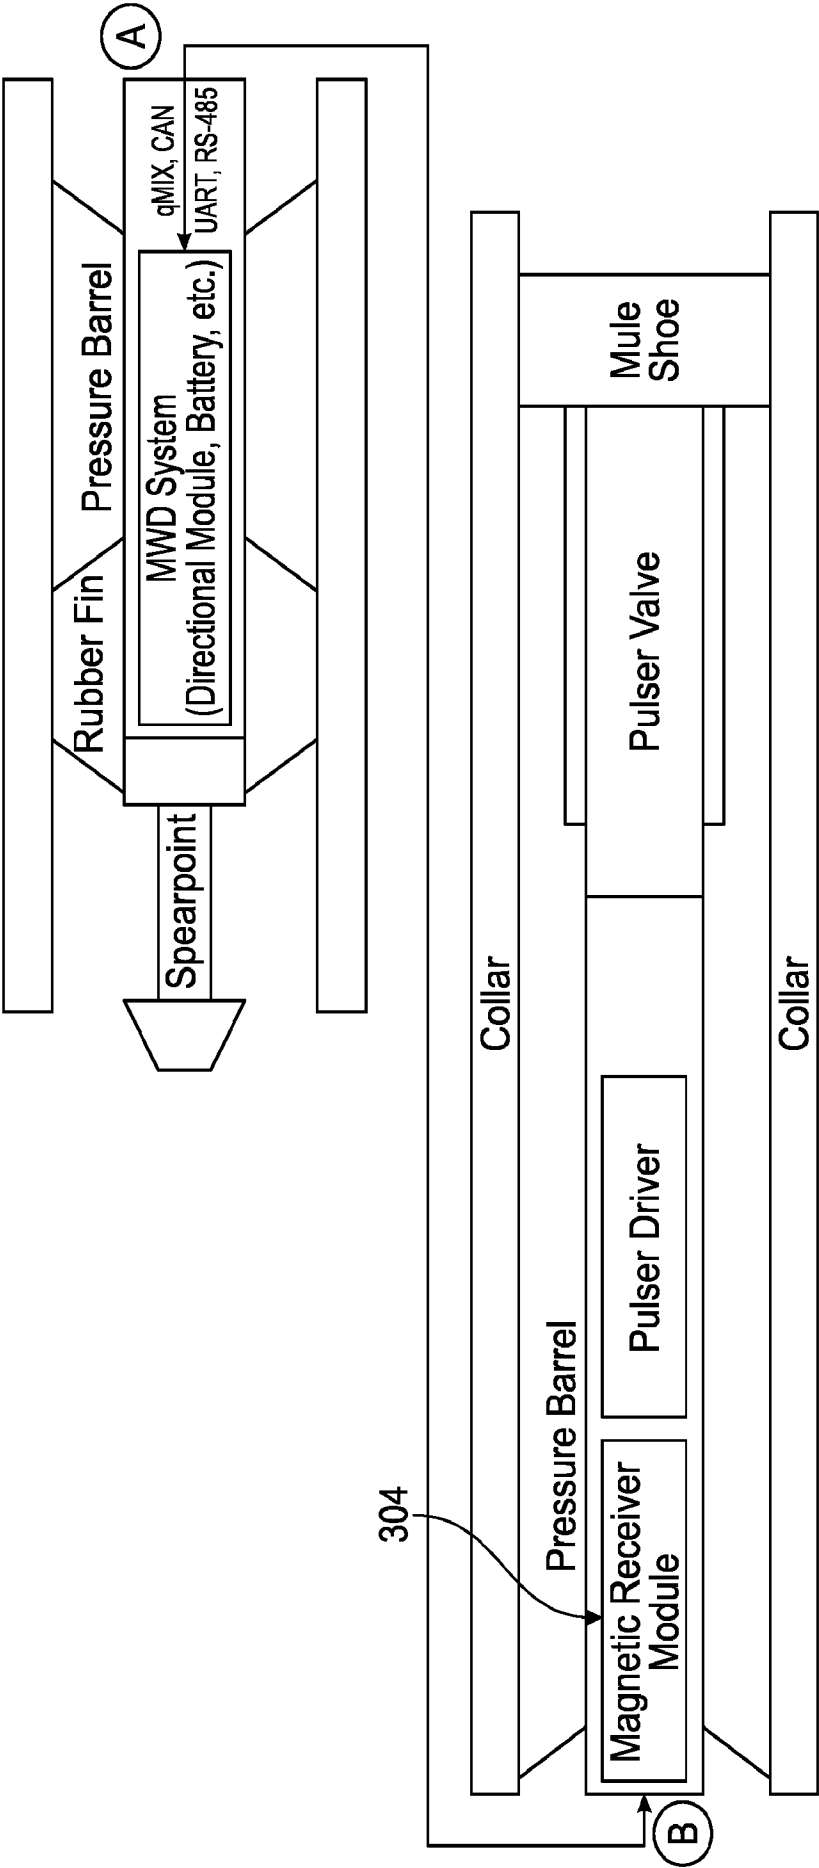 A
qMIX, CAN
UART, RS-485
Pressure Barrel
Rubber Fin
MWD System
(Directional Module, Battery, etc.)
Spearpoint
304
Collar
Pressure Barrel
Magnetic Receiver
Module
Pulser Driver
Pulser Valve
Mule
Shoe
Collar
B